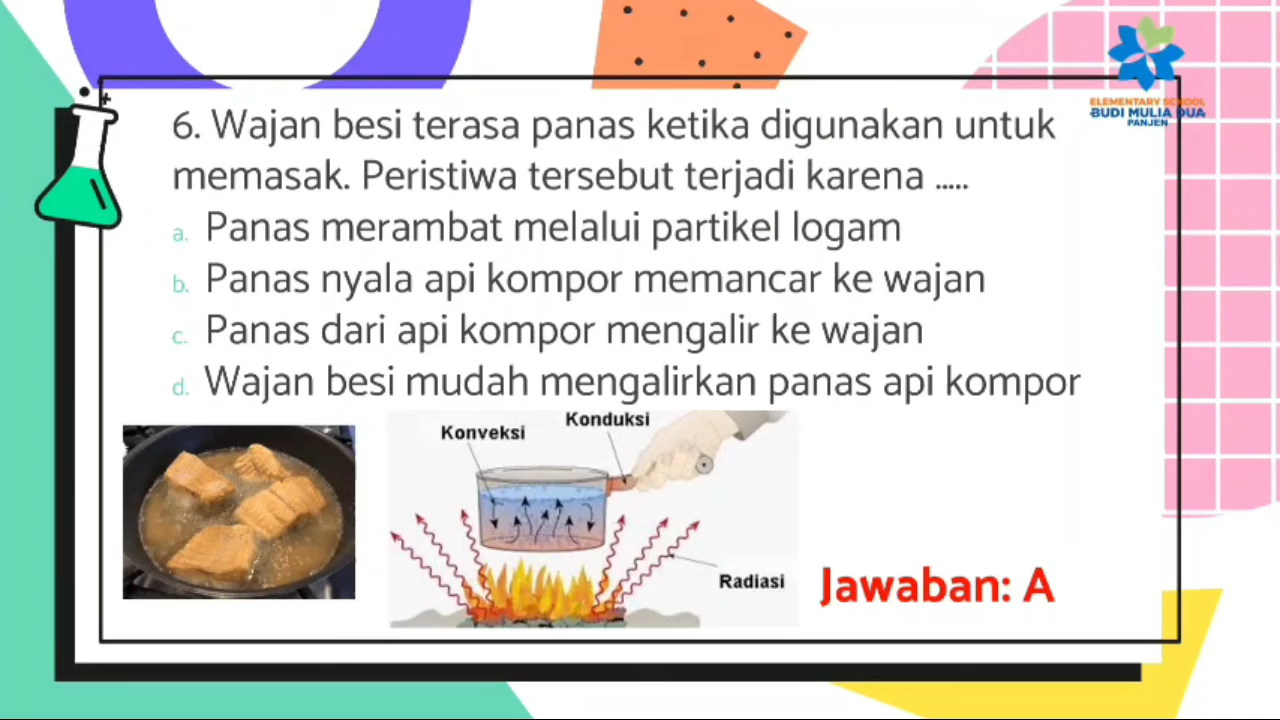 ELEMENTARY SCHOOL
BUDI MULIA DUA
PANJEN
6. Wajan besi terasa panas ketika digunakan untuk
memasak. Peristiwa tersebut terjadi karena .....
a. Panas merambat melalui partikel logam
b. Panas nyala api kompor memancar ke wajan
c. Panas dari api kompor mengalir ke wajan
d. Wajan besi mudah mengalirkan panas api kompor
Konveksi
Konduksi
Radiasi
Jawaban: A